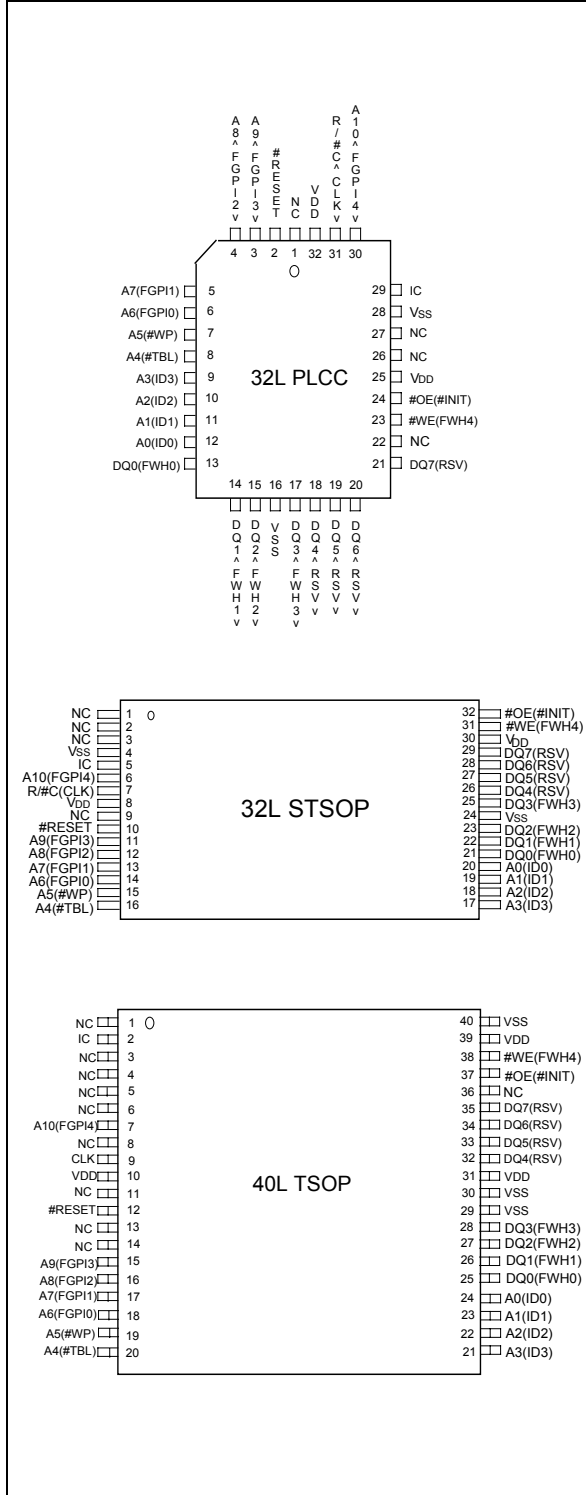 A8^FGPI2v
A9^FGPI3v
#RESET
NC
VDD
R/#C^CLKv
A10^FGPI4v
4 3 2 1 32 31 30
A7(FGPI1) 5
A6(FGPI0) 6
A5(#WP) 7
A4(#TBL) 8
A3(ID3) 9
A2(ID2) 10
A1(ID1) 11
A0(ID0) 12
DQ0(FWH0) 13
32L PLCC
29 IC
28 VSS
27 NC
26 NC
25 VDD
24 #OE(#INIT)
23 #WE(FWH4)
22 NC
21 DQ7(RSV)
14 15 16 17 18 19 20
DQ1^FWH1v
DQ2^FWH2v
VSS
DQ3^FWH3v
DQ4^RSVv
DQ5^RSVv
DQ6^RSVv
NC 1
NC 2
NC 3
VSS 4
IC 5
A10(FGPI4) 6
R/#C(CLK) 7
VDD 8
NC 9
#RESET 10
A9(FGPI3) 11
A8(FGPI2) 12
A7(FGPI1) 13
A6(FGPI0) 14
A5(#WP) 15
A4(#TBL) 16
32L STSOP
32 #OE(#INIT)
31 #WE(FWH4)
30 VDD
29 DQ7(RSV)
28 DQ6(RSV)
27 DQ5(RSV)
26 DQ4(RSV)
25 DQ3(FWH3)
24 VSS
23 DQ2(FWH2)
22 DQ1(FWH1)
21 DQ0(FWH0)
20 A0(ID0)
19 A1(ID1)
18 A2(ID2)
17 A3(ID3)
NC 1
IC 2
NC 3
NC 4
NC 5
NC 6
A10(FGPI4) 7
NC 8
CLK 9
VDD 10
NC 11
#RESET 12
NC 13
NC 14
A9(FGPI3) 15
A8(FGPI2) 16
A7(FGPI1) 17
A6(FGPI0) 18
A5(#WP) 19
A4(#TBL) 20
40L TSOP
40 VSS
39 VDD
38 #WE(FWH4)
37 #OE(#INIT)
36 NC
35 DQ7(RSV)
34 DQ6(RSV)
33 DQ5(RSV)
32 DQ4(RSV)
31 VDD
30 VSS
29 VSS
28 DQ3(FWH3)
27 DQ2(FWH2)
26 DQ1(FWH1)
25 DQ0(FWH0)
24 A0(ID0)
23 A1(ID1)
22 A2(ID2)
21 A3(ID3)